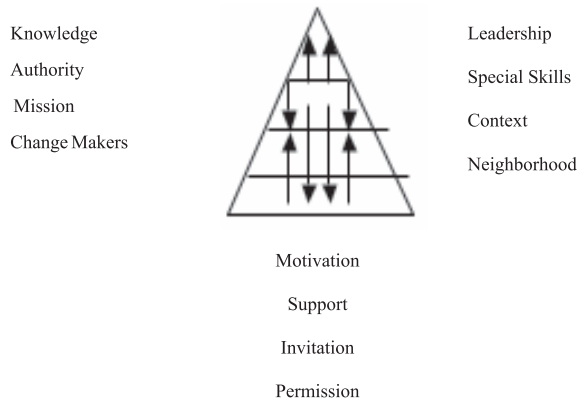 Knowledge
Authority
Mission
Change Makers
Leadership
Special Skills
Context
Neighborhood
Motivation
Support
Invitation
Permission